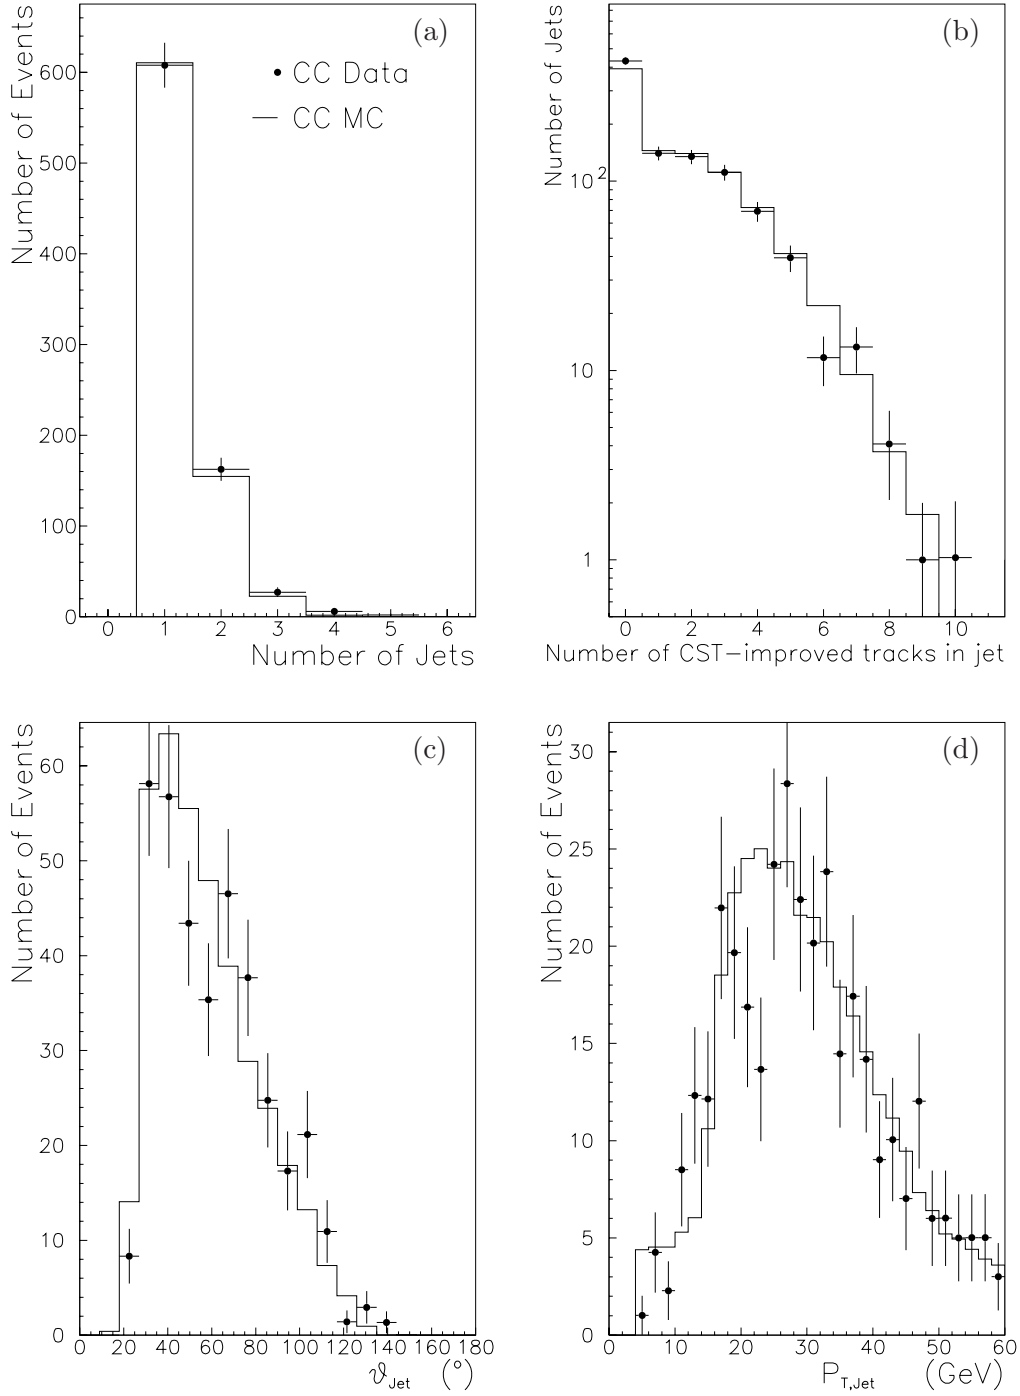 (a)
CC Data
CC MC
Number of Events
600
500
400
300
200
100
0
0 1 2 3 4 5 6
Number of Jets
(b)
Number of Jets
10²
10
1
0 2 4 6 8 10
Number of CST-improved tracks in jet
(c)
Number of Events
60
50
40
30
20
10
0
0 20 40 60 80 100 120 140 160 180
ϑJet (°)
(d)
Number of Events
30
25
20
15
10
5
0
0 10 20 30 40 50 60
PT,Jet (GeV)